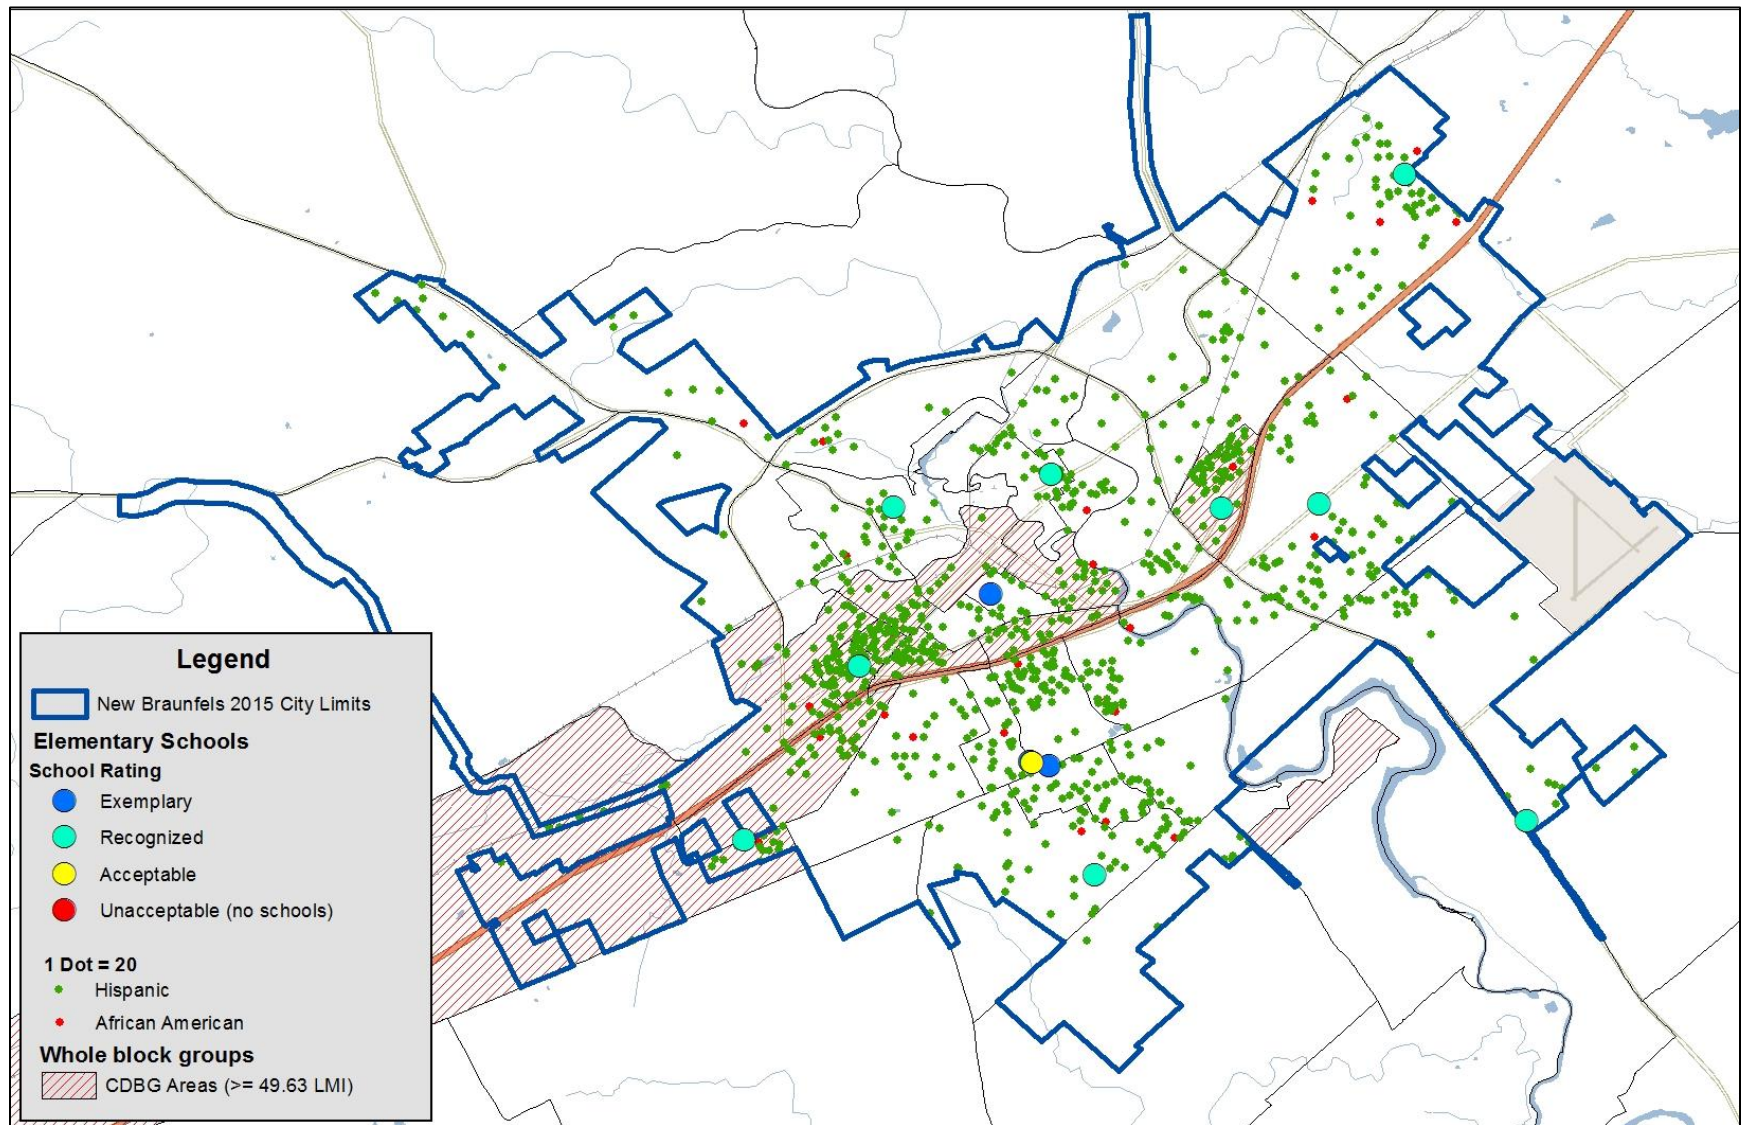 Legend
New Braunfels 2015 City Limits
Elementary Schools
School Rating
Exemplary
Recognized
Acceptable
Unacceptable (no schools)
1 Dot = 20
Hispanic
African American
Whole block groups
CDBG Areas (>= 49.63 LMI)